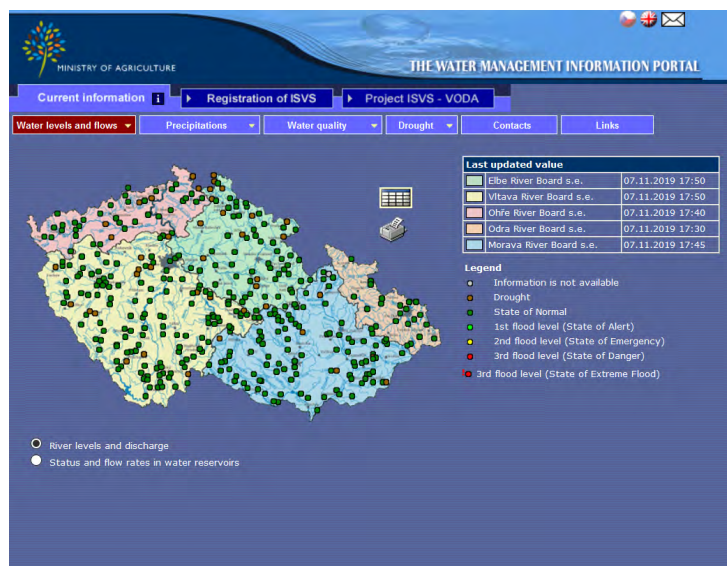 MINISTRY OF AGRICULTURE
THE WATER MANAGEMENT INFORMATION PORTAL
Current information i
Registration of ISVS
Project ISVS - VODA
Water levels and flows
Precipitations
Water quality
Drought
Contacts
Links
Last updated value
Elbe River Board s.e. 07.11.2019 17:50
Vltava River Board s.e. 07.11.2019 17:50
Ohře River Board s.e. 07.11.2019 17:40
Odra River Board s.e. 07.11.2019 17:30
Morava River Board s.e. 07.11.2019 17:45
Legend
Information is not available
Drought
State of Normal
1st flood level (State of Alert)
2nd flood level (State of Emergency)
3rd flood level (State of Danger)
3rd flood level (State of Extreme Flood)
River levels and discharge
Status and flow rates in water reservoirs